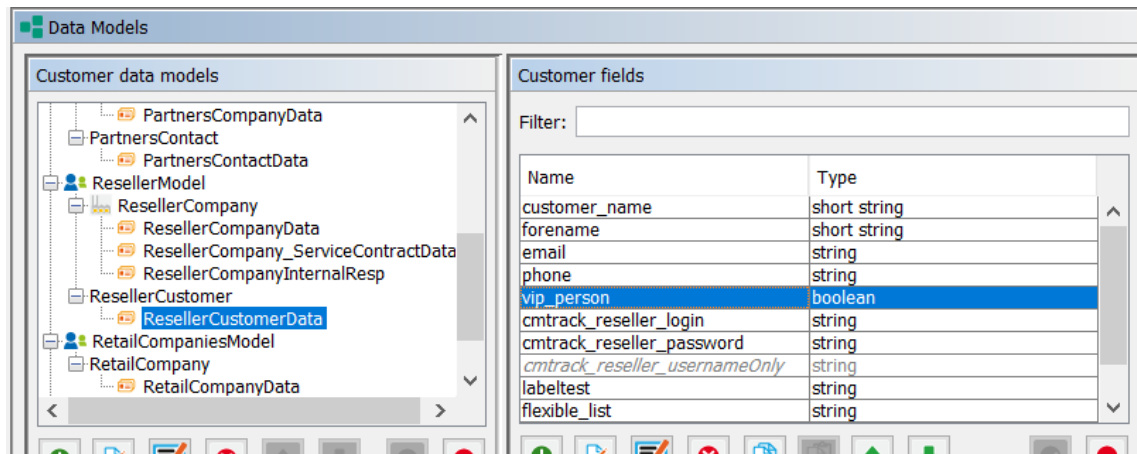 Data Models
Customer data models
PartnersCompanyData
PartnersContact
PartnersContactData
ResellerModel
ResellerCompany
ResellerCompanyData
ResellerCompany_ServiceContractData
ResellerCompanyInternalResp
ResellerCustomer
ResellerCustomerData
RetailCompaniesModel
RetailCompany
RetailCompanyData
Customer fields
Filter:
Name Type
customer_name short string
forename short string
email string
phone string
vip_person boolean
cmtrack_reseller_login string
cmtrack_reseller_password string
cmtrack_reseller_usernameOnly string
labeltest string
flexible_list string